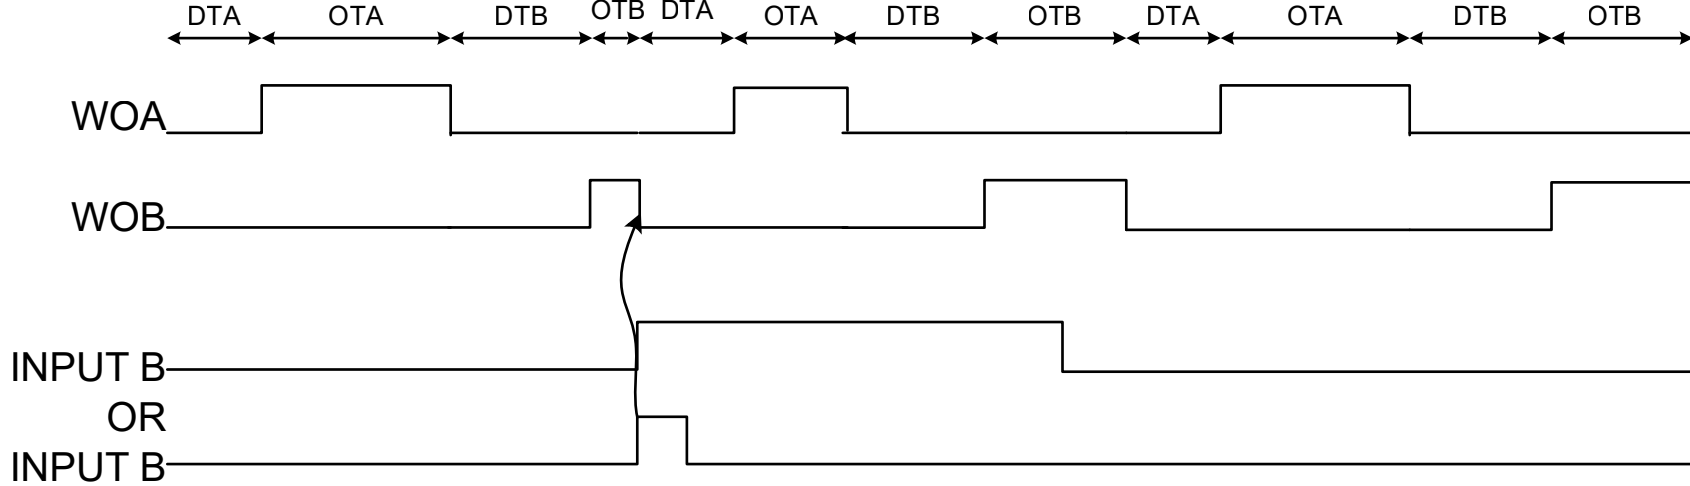 DTA OTA DTB OTB DTA OTA DTB OTB DTA OTA DTB OTB
WOA
WOB
INPUT B
OR
INPUT B